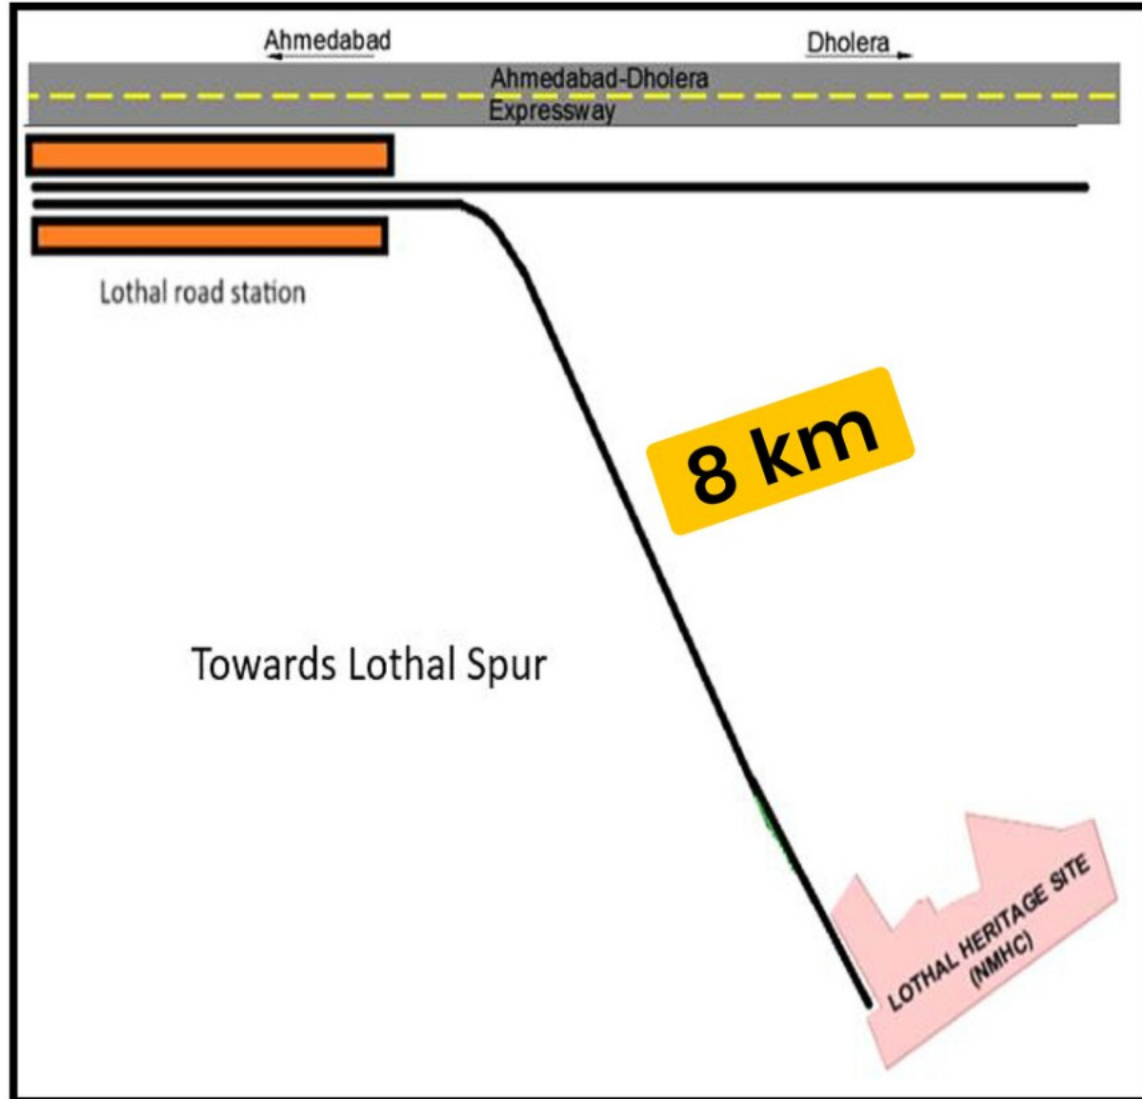 Ahmedabad
Dholera
Ahmedabad-Dholera
Expressway
Lothal road station
8 km
Towards Lothal Spur
LOTHAL HERITAGE SITE
(NMHC)